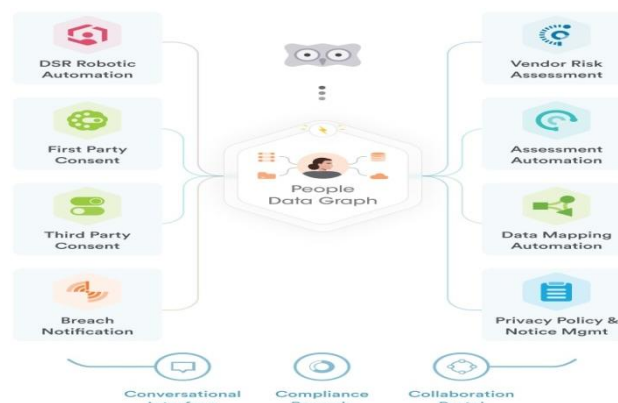 DSR Robotic
Automation
First Party
Consent
Third Party
Consent
Breach
Notification
People
Data Graph
Vendor Risk
Assessment
Assessment
Automation
Data Mapping
Automation
Privacy Policy &
Notice Mgmt
Conversational
Compliance
Collaboration